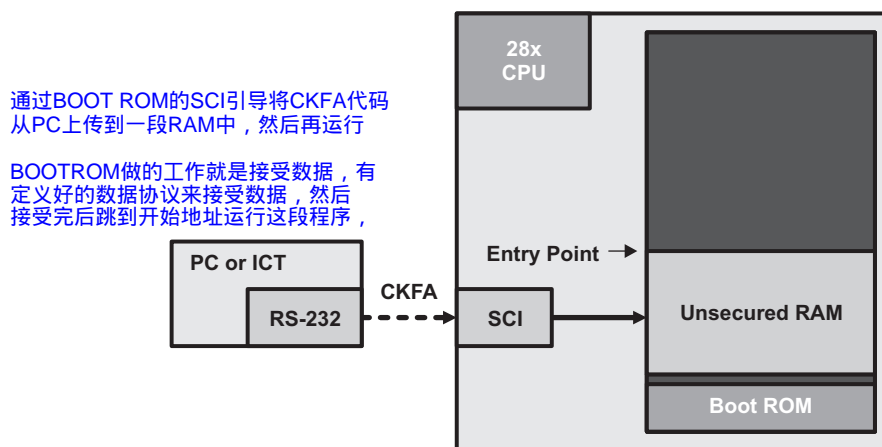 28x
CPU
通过BOOT ROM的SCI引导将CKFA代码
从PC上传到一段RAM中，然后再运行
BOOTROM做的工作就是接受数据，有
定义好的数据协议来接受数据，然后
接受完后跳到开始地址运行这段程序，
Entry Point
PC or ICT
CKFA
RS-232
SCI
Unsecured RAM
Boot ROM